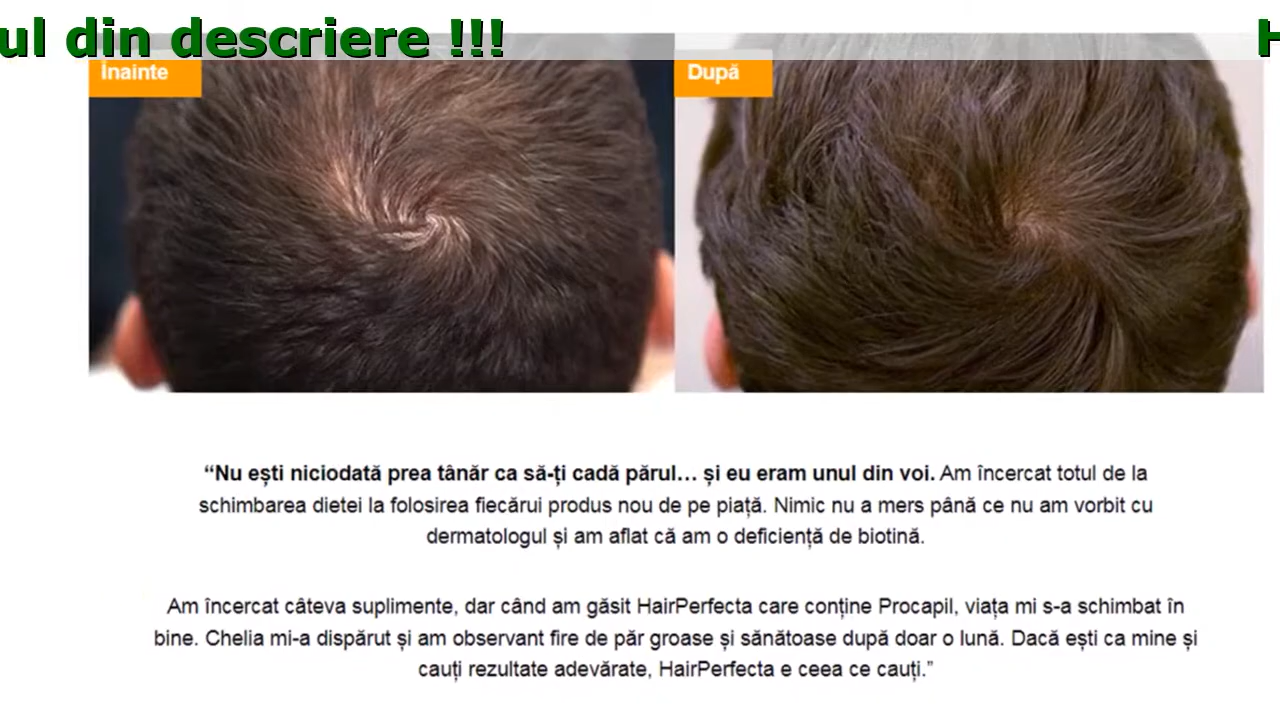 ul din descriere !!!
H
Înainte
După
“Nu ești niciodată prea tânăr ca să-ți cadă părul... și eu eram unul din voi. Am încercat totul de la
schimbarea dietei la folosirea fiecărui produs nou de pe piață. Nimic nu a mers până ce nu am vorbit cu
dermatologul și am aflat că am o deficiență de biotină.
Am încercat câteva suplimente, dar când am găsit HairPerfecta care conține Procapil, viața mi s-a schimbat în
bine. Chelia mi-a dispărut și am observant fire de păr groase și sănătoase după doar o lună. Dacă ești ca mine și
cauți rezultate adevărate, HairPerfecta e ceea ce cauți.”